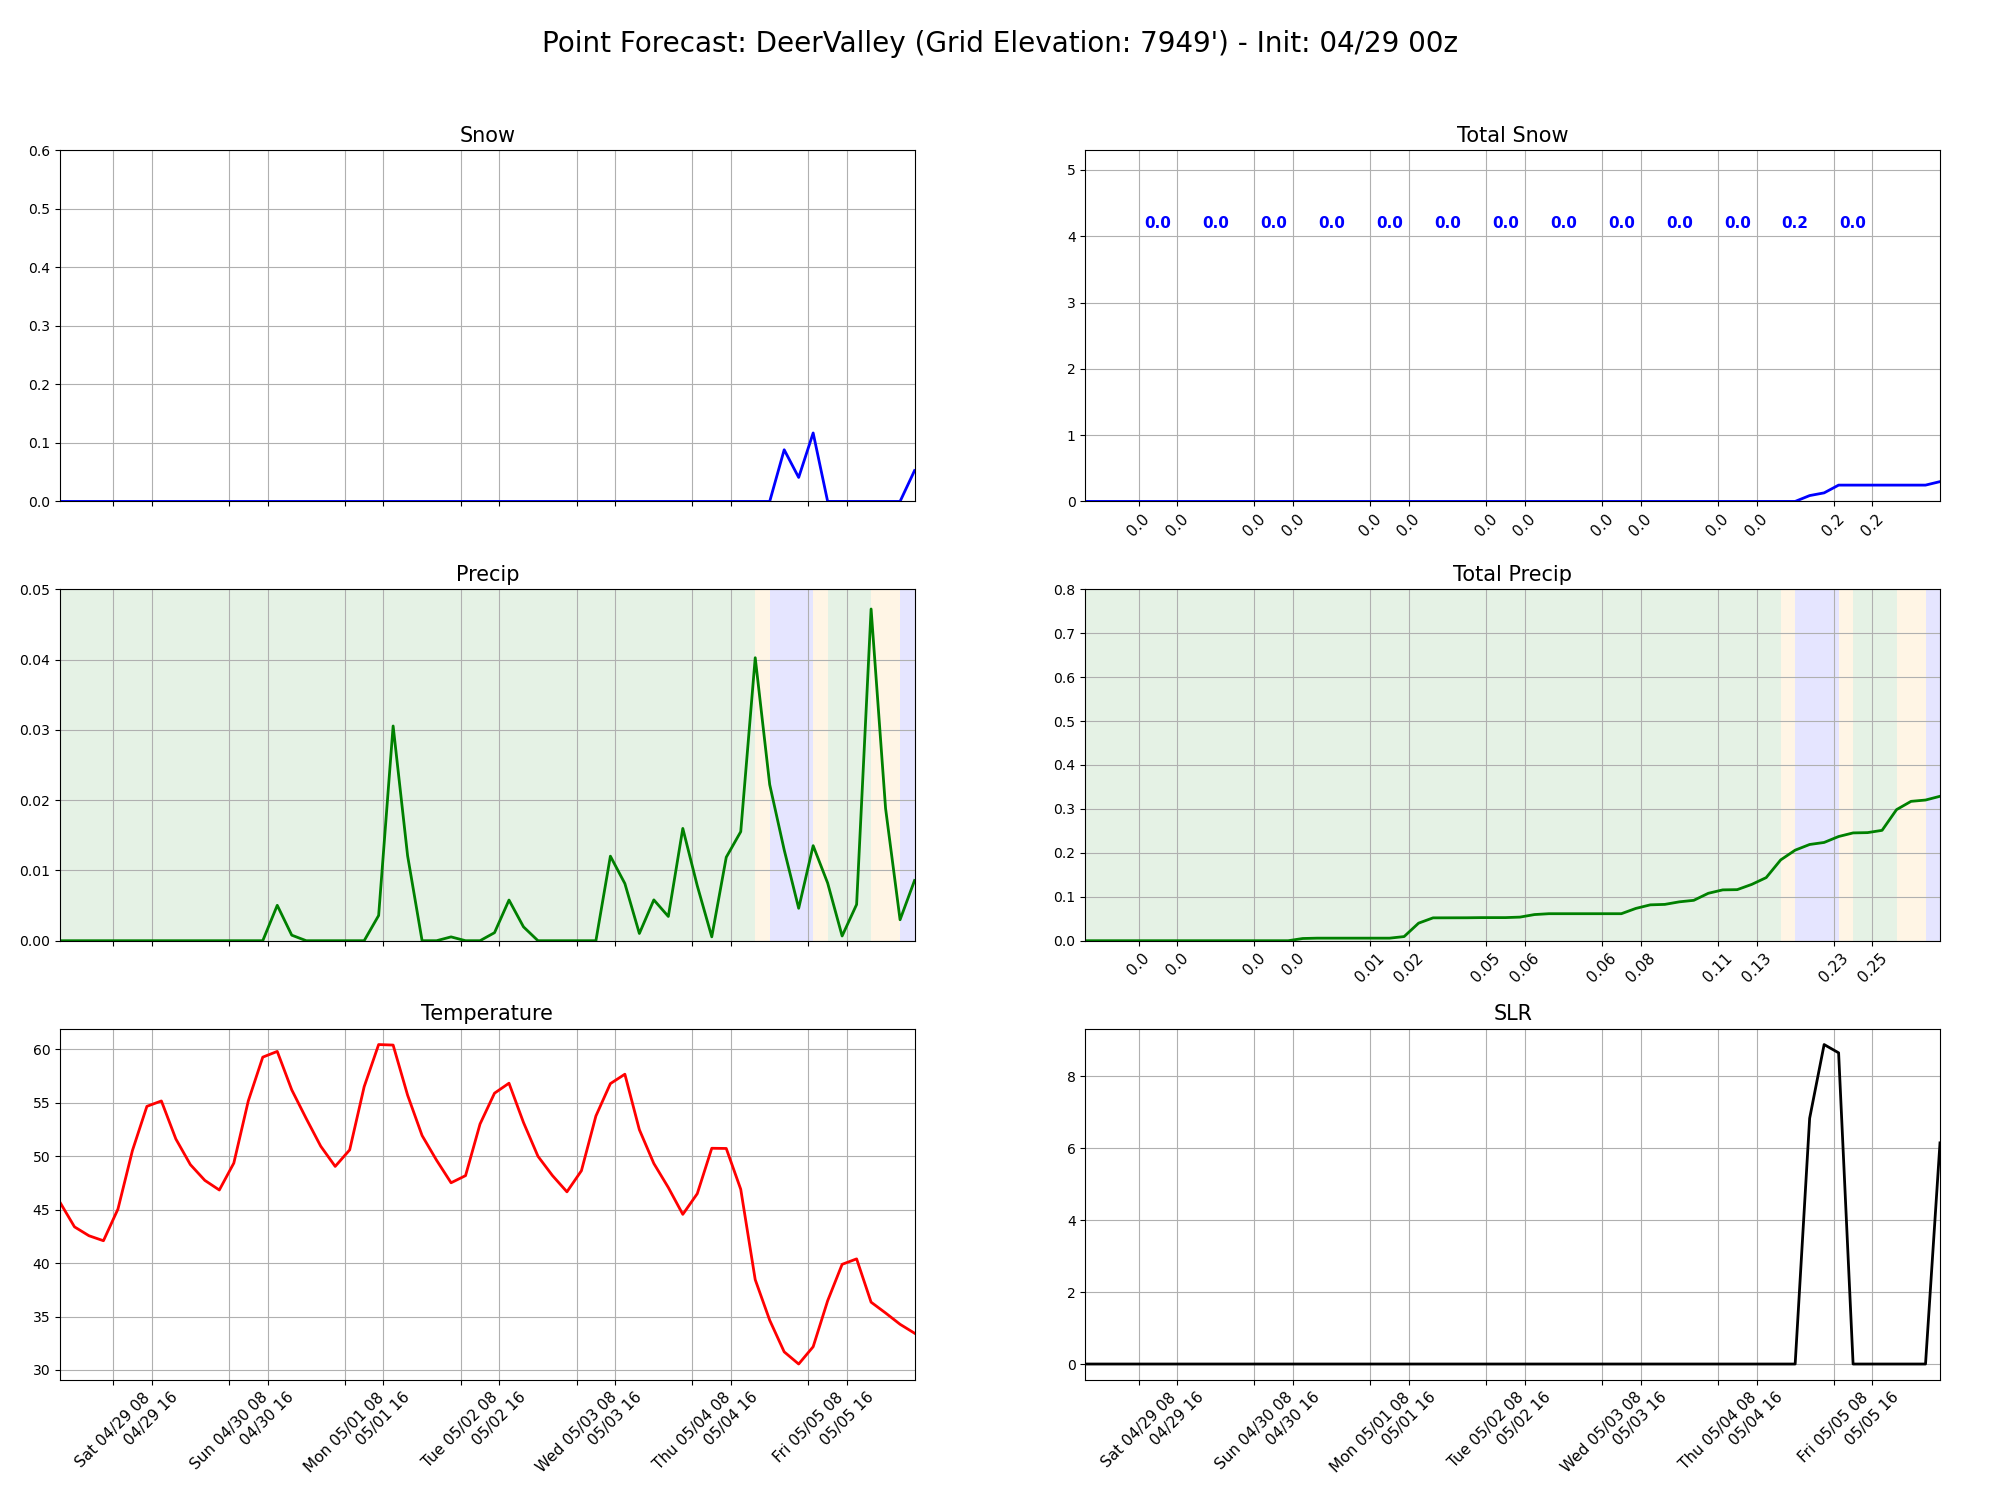 Point Forecast: DeerValley (Grid Elevation: 7949') - Init: 04/29 00z
Snow
0.6
0.5
0.4
0.3
0.2
0.1
0.0
Total Snow
5
4
3
2
1
0
0.0 0.0 0.0 0.0 0.0 0.0 0.0 0.0 0.0 0.0 0.0 0.2 0.0
0.0 0.0 0.0 0.0 0.0 0.0 0.0 0.0 0.0 0.0 0.0 0.0 0.2 0.2
Precip
0.05
0.04
0.03
0.02
0.01
0.00
Total Precip
0.8
0.7
0.6
0.5
0.4
0.3
0.2
0.1
0.0
0.0 0.0 0.0 0.0 0.01 0.02 0.05 0.06 0.06 0.08 0.11 0.13 0.23 0.25
Temperature
60
55
50
45
40
35
30
Sat 04/29 08
04/29 16
Sun 04/30 08
04/30 16
Mon 05/01 08
05/01 16
Tue 05/02 08
05/02 16
Wed 05/03 08
05/03 16
Thu 05/04 08
05/04 16
Fri 05/05 08
05/05 16
SLR
8
6
4
2
0
Sat 04/29 08
04/29 16
Sun 04/30 08
04/30 16
Mon 05/01 08
05/01 16
Tue 05/02 08
05/02 16
Wed 05/03 08
05/03 16
Thu 05/04 08
05/04 16
Fri 05/05 08
05/05 16